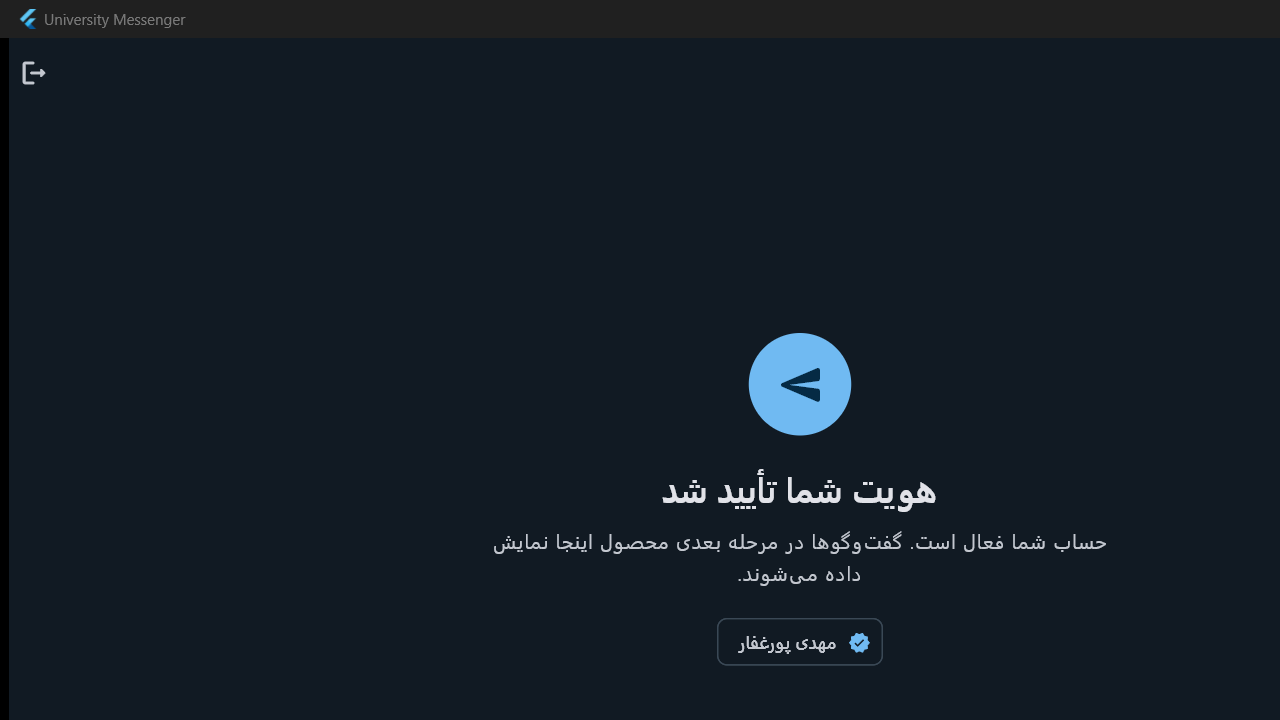 University Messenger
هویت شما تأیید شد
حساب شما فعال است. گفت‌وگوها در مرحله بعدی محصول اینجا نمایش
داده می‌شوند.
مهدی پورغفار